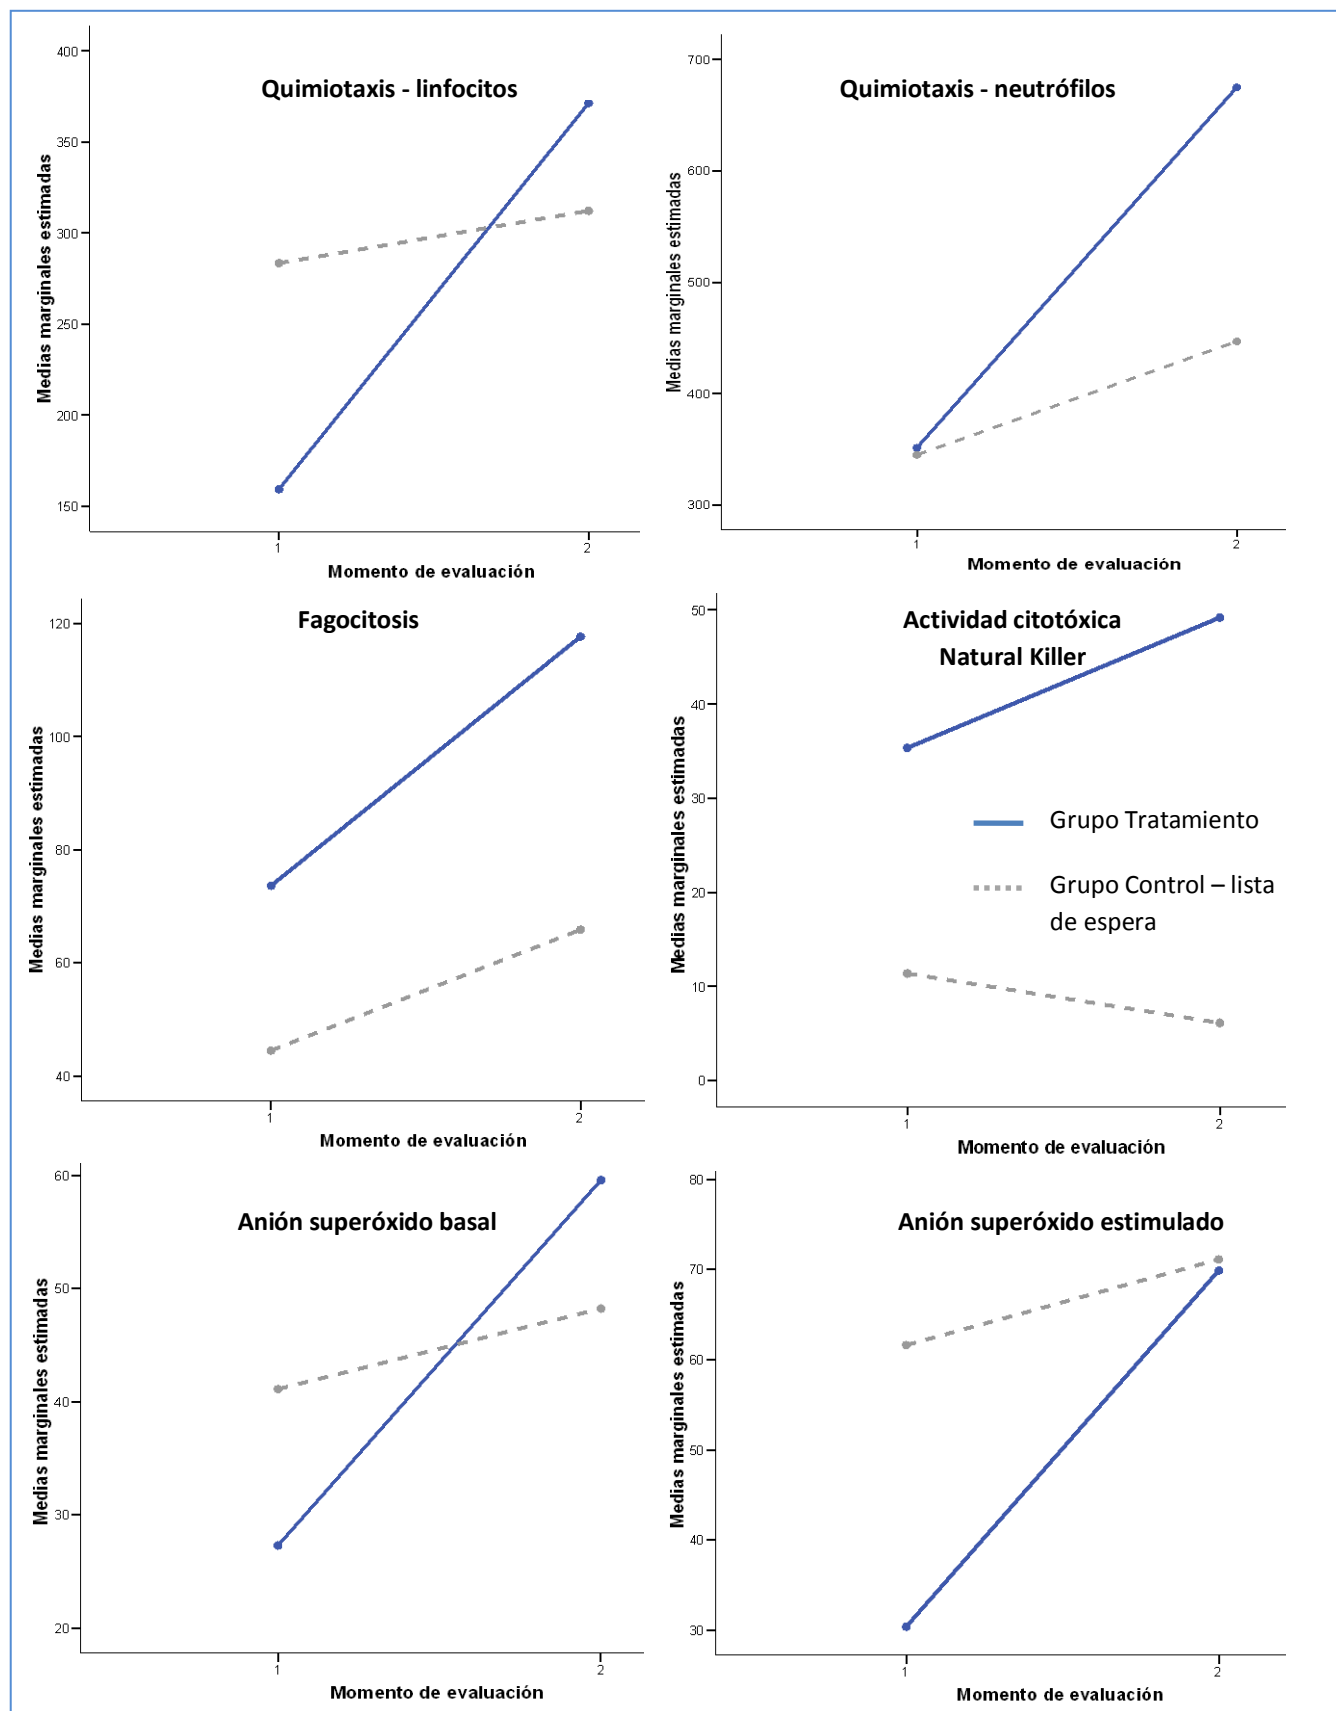 Quimiotaxis - linfocitos
Medias marginales estimadas
400
350
300
250
200
150
1
2
Momento de evaluación
Quimiotaxis - neutrófilos
Medias marginales estimadas
700
600
500
400
300
1
2
Momento de evaluación
Fagocitosis
Medias marginales estimadas
120
100
80
60
40
1
2
Momento de evaluación
Actividad citotóxica
Natural Killer
Medias marginales estimadas
50
40
30
20
10
0
Grupo Tratamiento
Grupo Control – lista
de espera
1
2
Momento de evaluación
Anión superóxido basal
Medias marginales estimadas
60
50
40
30
20
1
2
Momento de evaluación
Anión superóxido estimulado
Medias marginales estimadas
80
70
60
50
40
30
1
2
Momento de evaluación